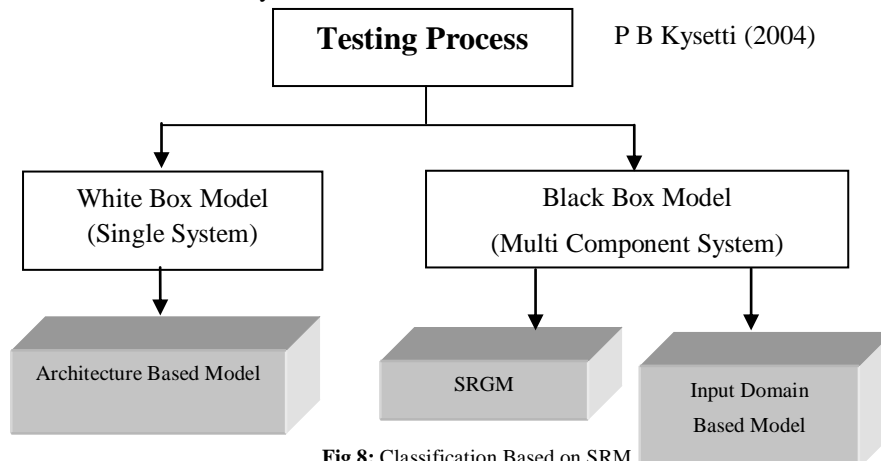 Testing Process
P B Kysetti (2004)
White Box Model
(Single System)
Black Box Model
(Multi Component System)
Architecture Based Model
SRGM
Input Domain
Based Model
Fig 8: Classification Based on SRM